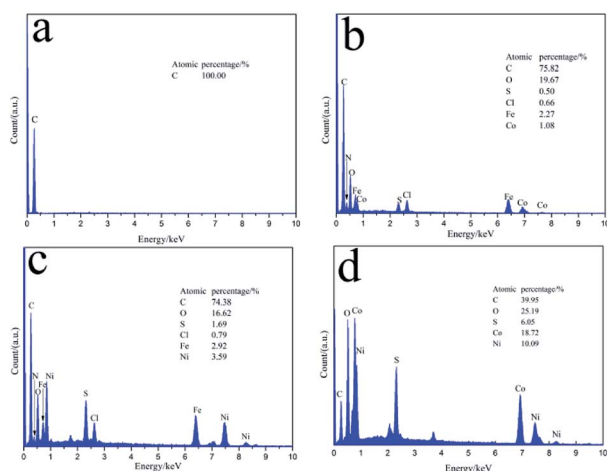 a
Atomic percentage/%
C 100.00
C
Count/(a.u.)
0 1 2 3 4 5 6 7 8 9 10
Energy/keV
b
Atomic percentage/%
C 75.82
O 19.67
S 0.50
Cl 0.66
Fe 2.27
Co 1.08
C
N
O
Fe
Co
S
Cl
Fe
Co
Co
Count/(a.u.)
0 1 2 3 4 5 6 7 8 9 10
Energy/keV
c
Atomic percentage/%
C 74.38
O 16.62
S 1.69
Cl 0.79
Fe 2.92
Ni 3.59
C
N
O
Fe
Ni
S
Cl
Fe
Ni
Ni
Count/(a.u.)
0 1 2 3 4 5 6 7 8 9 10
Energy/keV
d
Atomic percentage/%
C 39.95
O 25.19
S 6.05
Co 18.72
Ni 10.09
C
O
Co
Ni
S
Co
Ni
Ni
Count/(a.u.)
0 1 2 3 4 5 6 7 8 9 10
Energy/keV